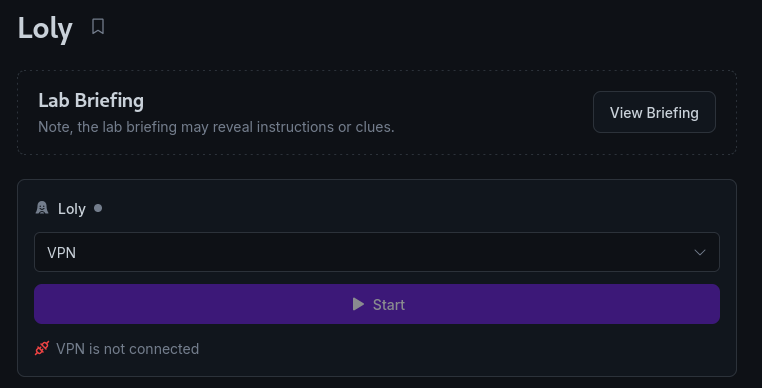 Loly
Lab Briefing
Note, the lab briefing may reveal instructions or clues.
View Briefing
Loly
VPN
Start
VPN is not connected